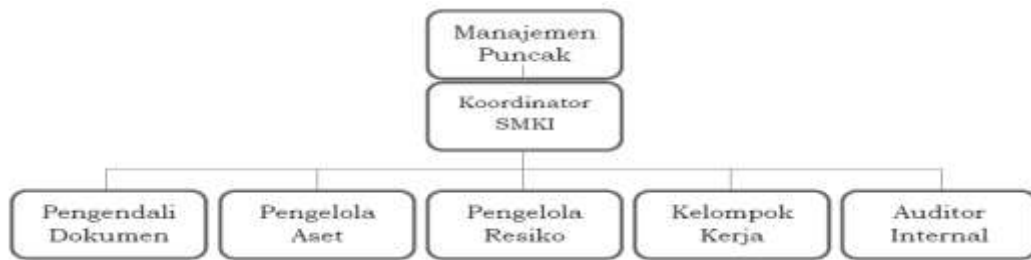 Manajemen
Puncak
Koordinator
SMKI
Pengendali
Dokumen
Pengelola
Aset
Pengelola
Resiko
Kelompok
Kerja
Auditor
Internal